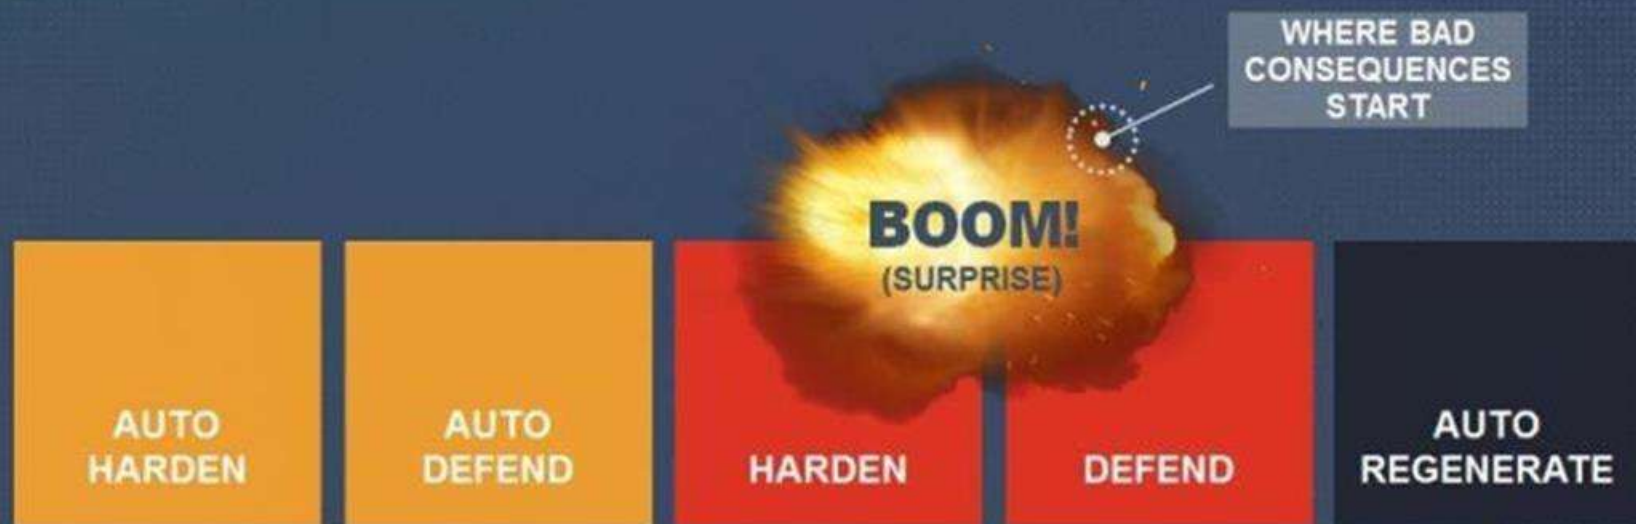 WHERE BAD
CONSEQUENCES
START
BOOM!
(SURPRISE)
AUTO
HARDEN
AUTO
DEFEND
HARDEN
DEFEND
AUTO
REGENERATE